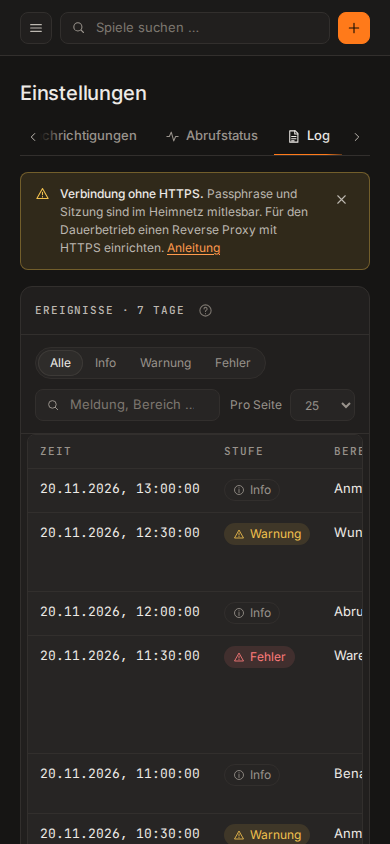 Spiele suchen ...
Einstellungen
chrichtigungen
Abrufstatus
Log
Verbindung ohne HTTPS. Passphrase und
Sitzung sind im Heimnetz mitlesbar. Für den
Dauerbetrieb einen Reverse Proxy mit
HTTPS einrichten. Anleitung
EREIGNISSE · 7 TAGE
Alle Info Warnung Fehler
Meldung, Bereich ... Pro Seite 25
ZEIT STUFE BERE
20.11.2026, 13:00:00 Info Anm
20.11.2026, 12:30:00 Warnung Wun
20.11.2026, 12:00:00 Info Abru
20.11.2026, 11:30:00 Fehler Ware
20.11.2026, 11:00:00 Info Bena
20.11.2026, 10:30:00 Warnung Anm